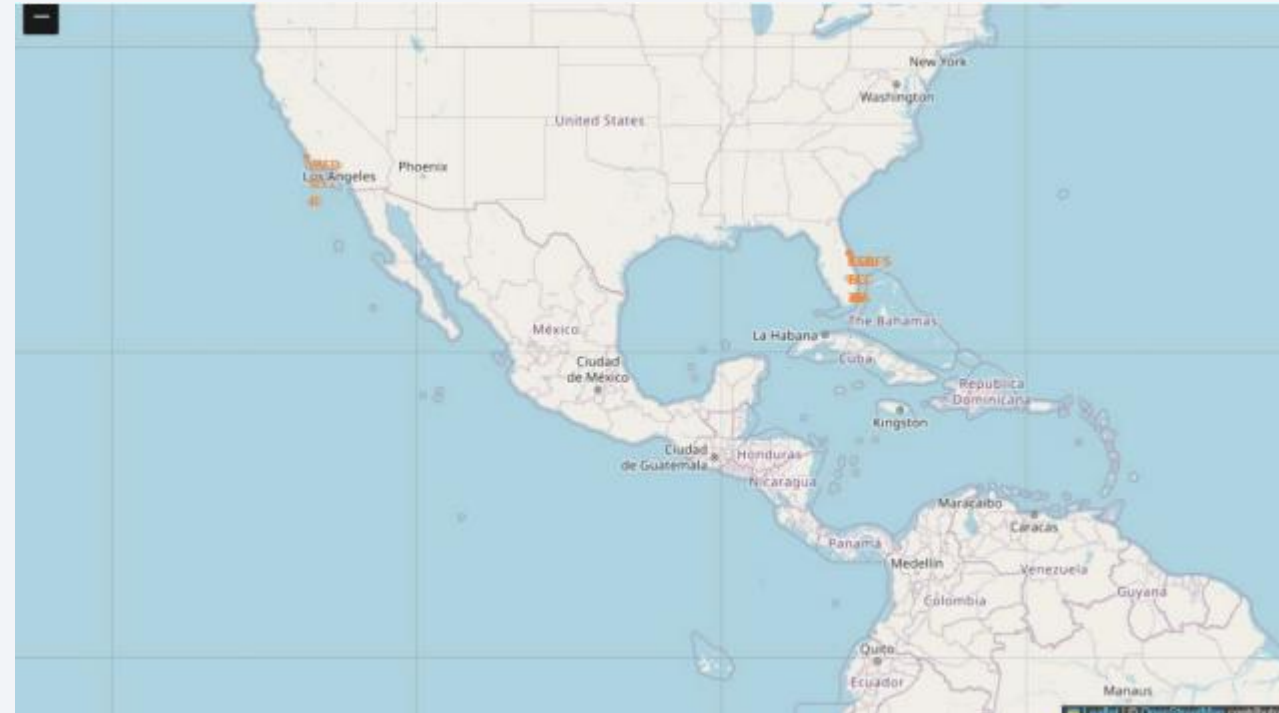 New York
Washington
United States
Phoenix
Los Angeles
The Bahamas
México
La Habana
Cuba
Ciudad
de México
República
Dominicana
Kingston
Ciudad
de Guatemala
Honduras
Nicaragua
Maracaibo
Caracas
Panamá
Medellín
Venezuela
Guyana
Colombia
Quito
Ecuador
Manaus